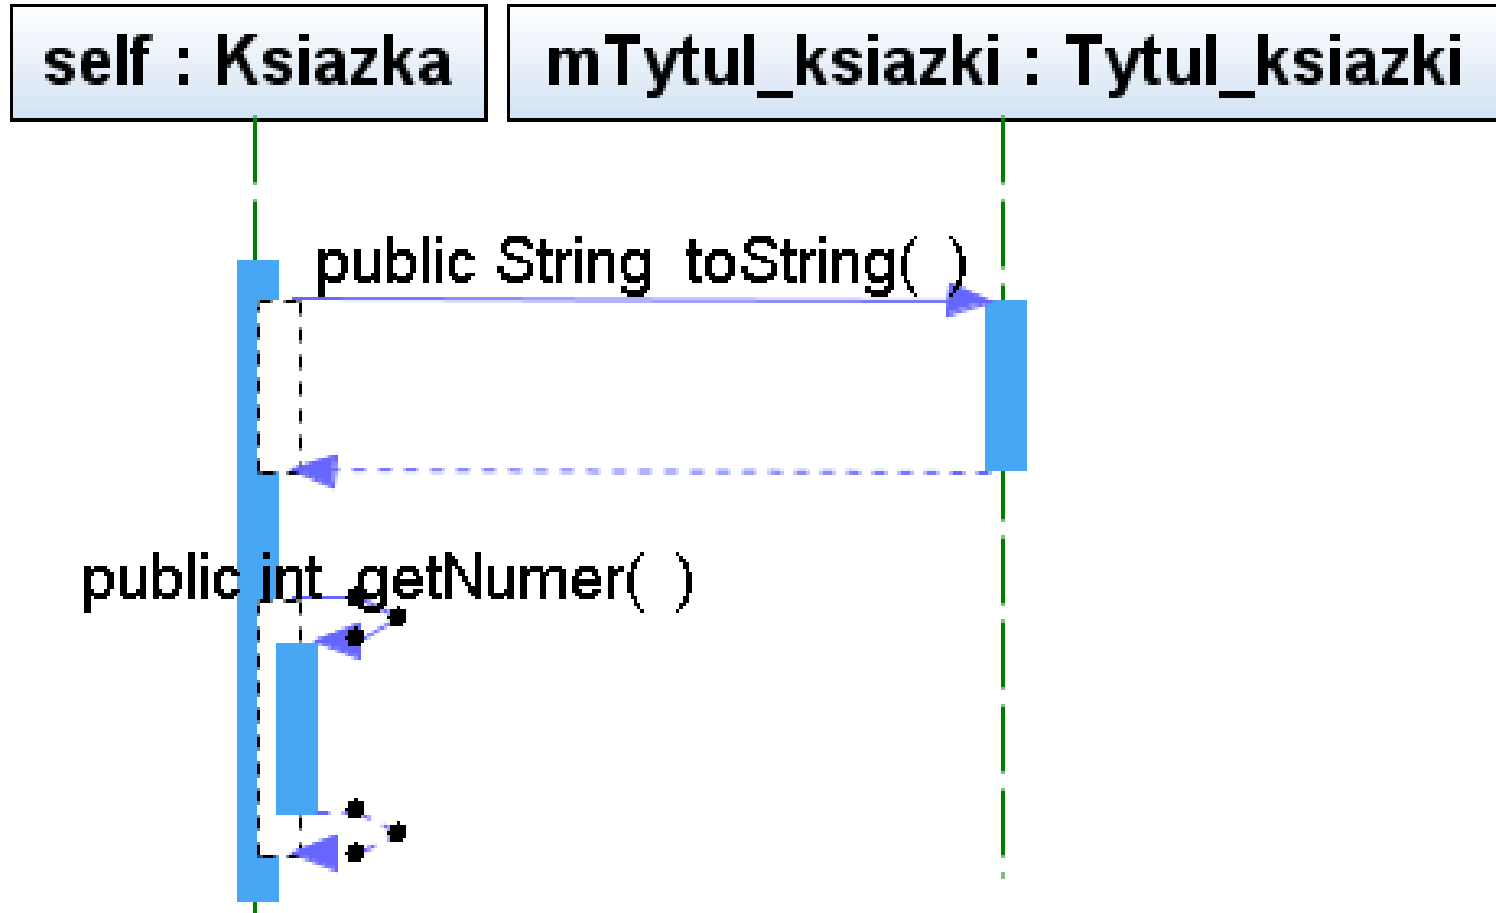 self : Ksiazka
mTytul_ksiazki : Tytul_ksiazki
public String toString( )
public int getNumer( )